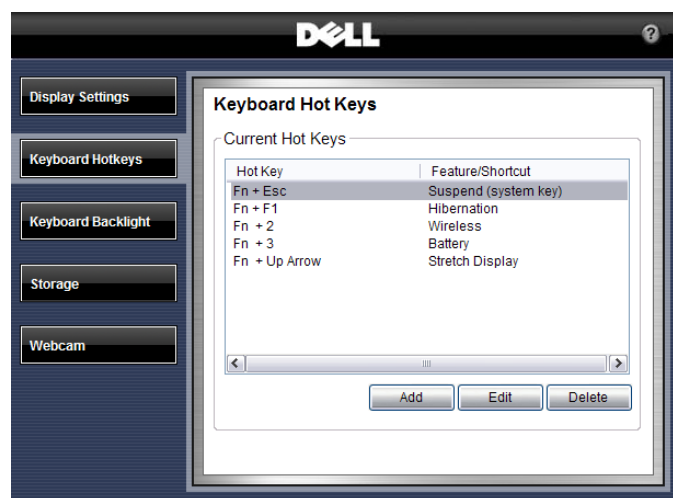 DELL
?
Display Settings
Keyboard Hotkeys
Keyboard Backlight
Storage
Webcam
Keyboard Hot Keys
Current Hot Keys
Hot Key Feature/Shortcut
Fn + Esc Suspend (system key)
Fn + F1 Hibernation
Fn + 2 Wireless
Fn + 3 Battery
Fn + Up Arrow Stretch Display
Add Edit Delete